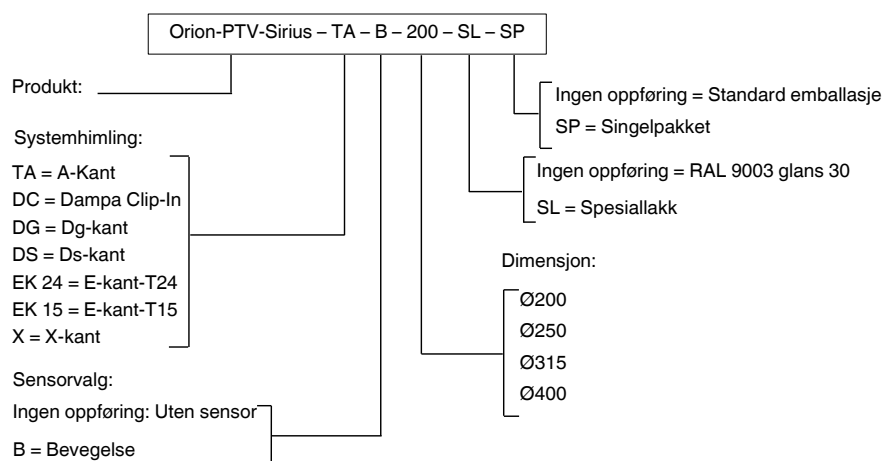 Orion-PTV-Sirius – TA – B – 200 – SL – SP
Produkt:
Systemhimling:
TA = A-Kant
DC = Dampa Clip-In
DG = Dg-kant
DS = Ds-kant
EK 24 = E-kant-T24
EK 15 = E-kant-T15
X = X-kant
Sensorvalg:
Ingen oppføring: Uten sensor
B = Bevegelse
Ingen oppføring = Standard emballasje
SP = Singelpakket
Ingen oppføring = RAL 9003 glans 30
SL = Spesiallakk
Dimensjon:
Ø200
Ø250
Ø315
Ø400